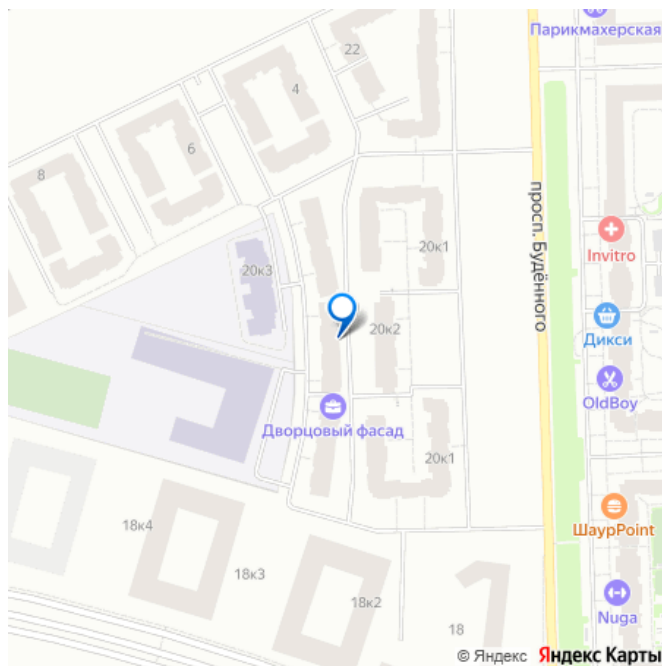 Парикмахерская
22
4
6
8
20к1
просп. Будённого
Invitro
20к3
20к2
Дикси
OldBoy
Дворцовый фасад
20к1
18к4
ШаурPoint
18к3
18к2
18
Nuga
© Яндекс Яндекс Карты